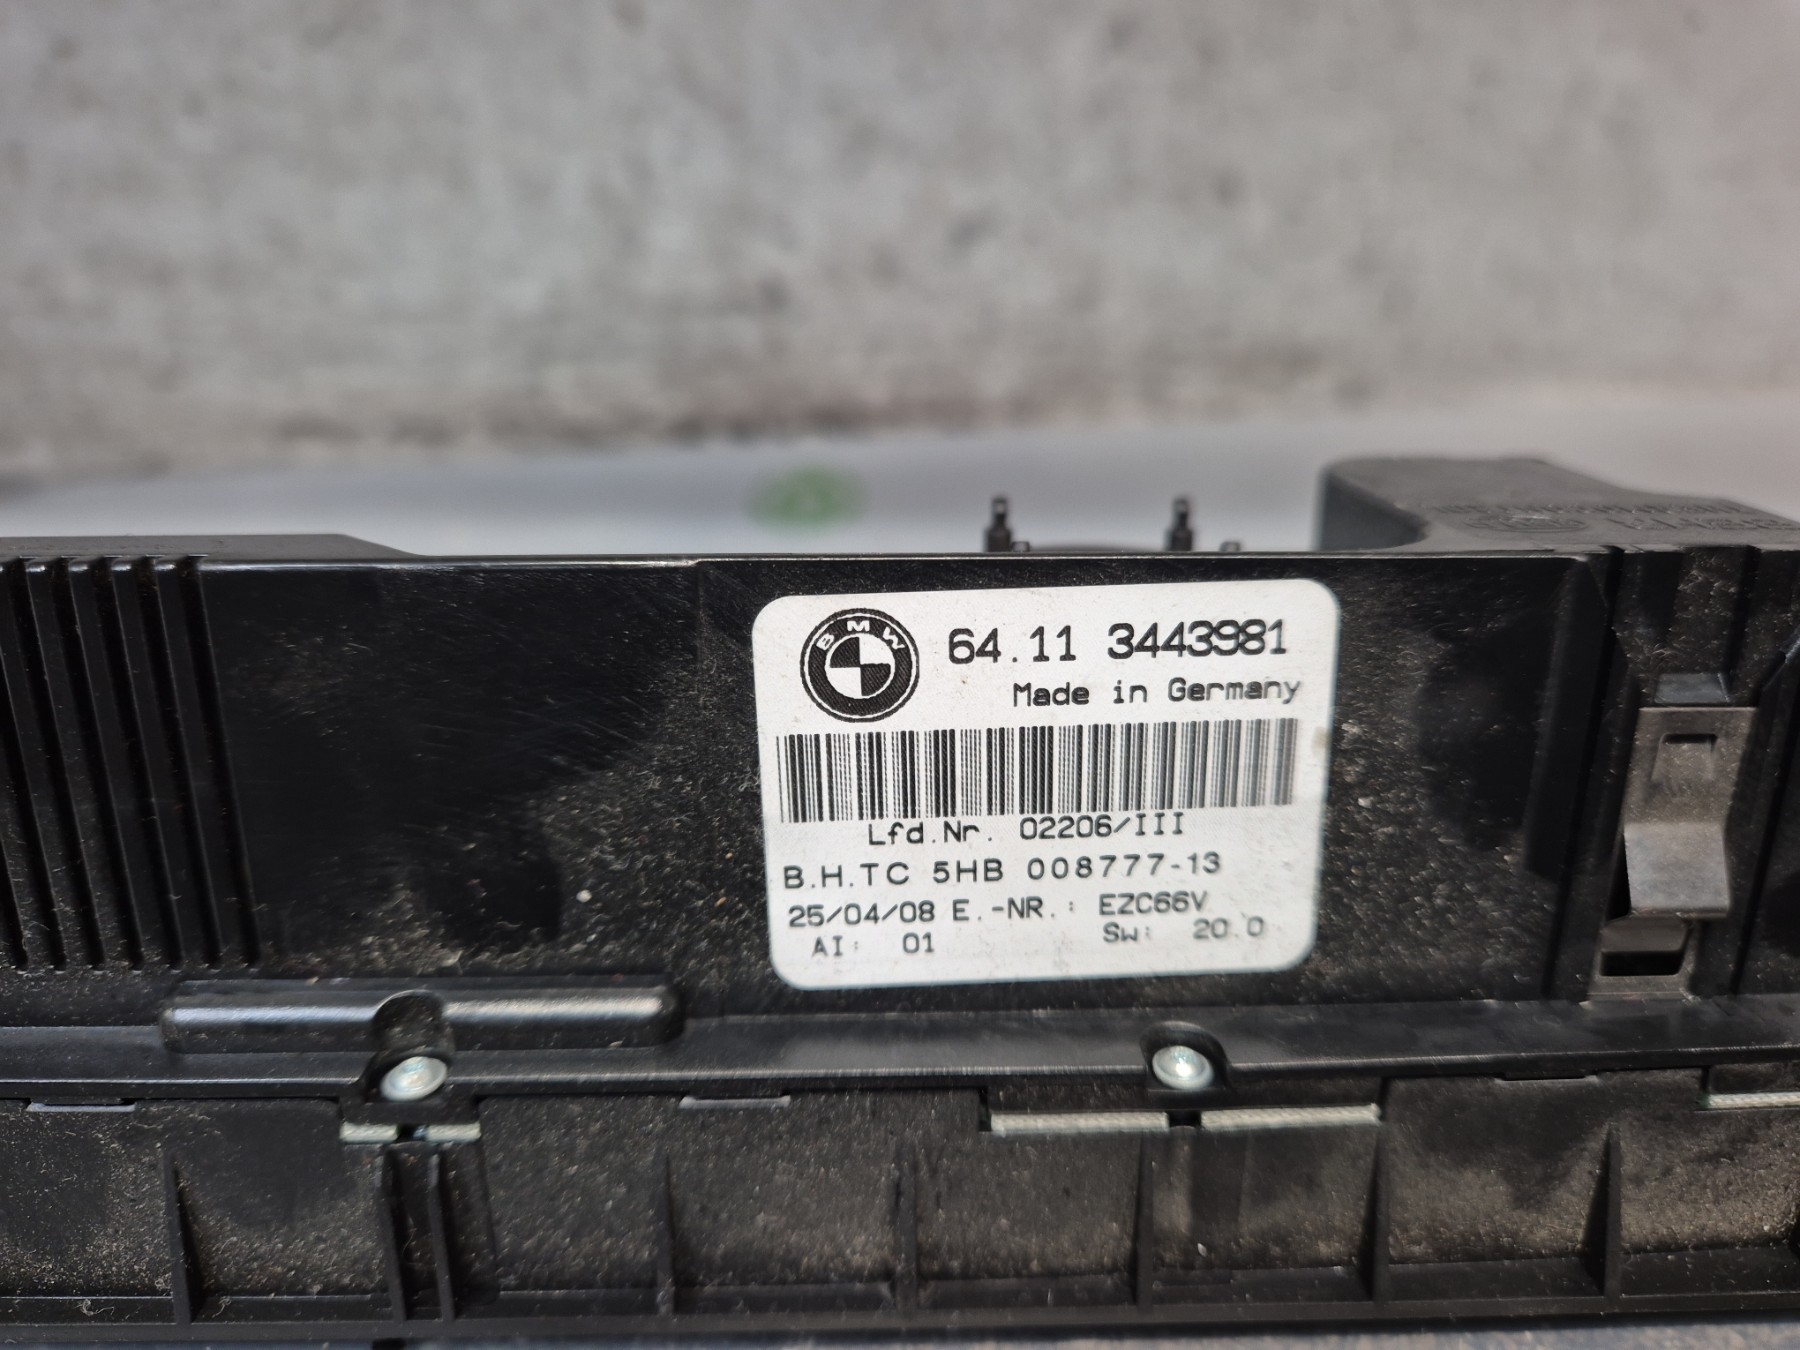 BMW
64.11 3443981
Made in Germany
Lfd.Nr. 02206/III
B.H.TC 5HB 008777-13
25/04/08 E.-NR.: EZC66V
AI: 01 Sw: 20.0